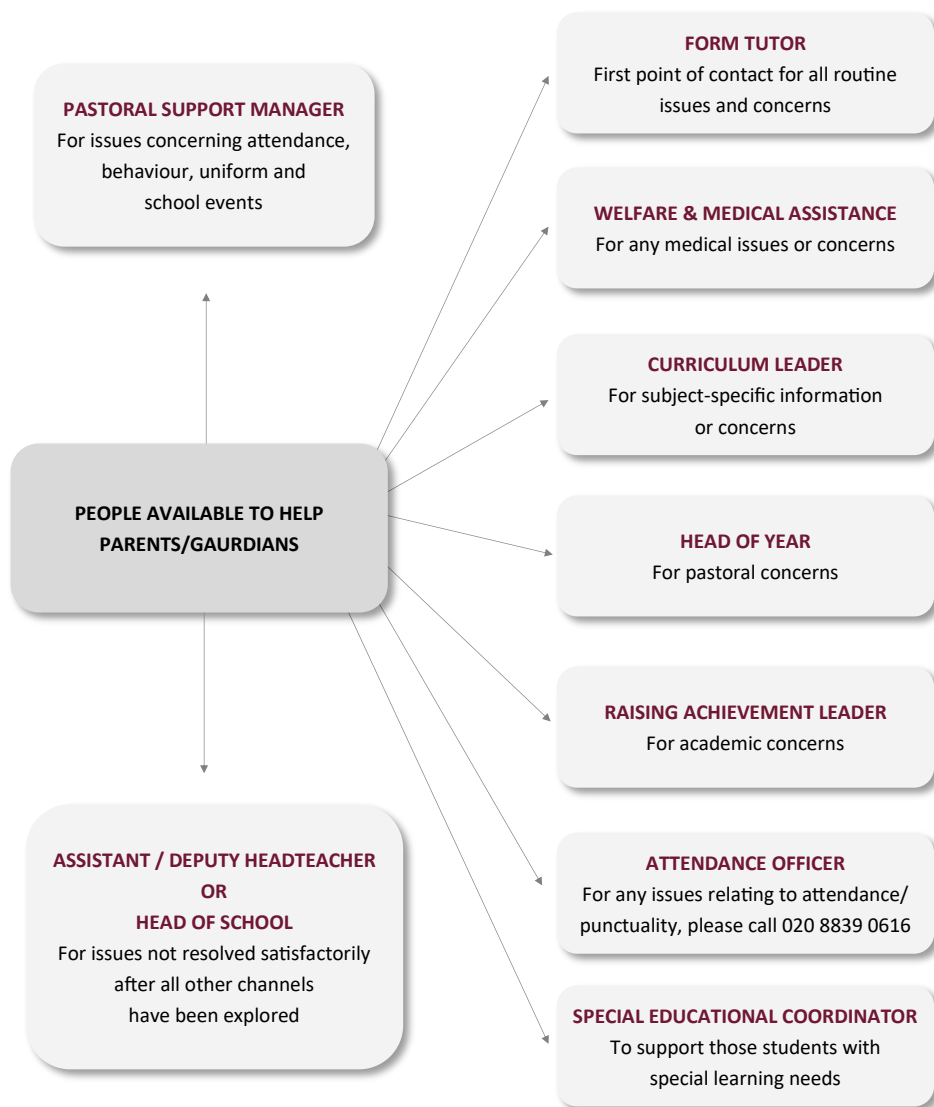 PASTORAL SUPPORT MANAGER
For issues concerning attendance,
behaviour, uniform and
school events
PEOPLE AVAILABLE TO HELP
PARENTS/GAURDIANS
ASSISTANT / DEPUTY HEADTEACHER
OR
HEAD OF SCHOOL
For issues not resolved satisfactorily
after all other channels
have been explored
FORM TUTOR
First point of contact for all routine
issues and concerns
WELFARE & MEDICAL ASSISTANCE
For any medical issues or concerns
CURRICULUM LEADER
For subject-specific information
or concerns
HEAD OF YEAR
For pastoral concerns
RAISING ACHIEVEMENT LEADER
For academic concerns
ATTENDANCE OFFICER
For any issues relating to attendance/
punctuality, please call 020 8839 0616
SPECIAL EDUCATIONAL COORDINATOR
To support those students with
special learning needs